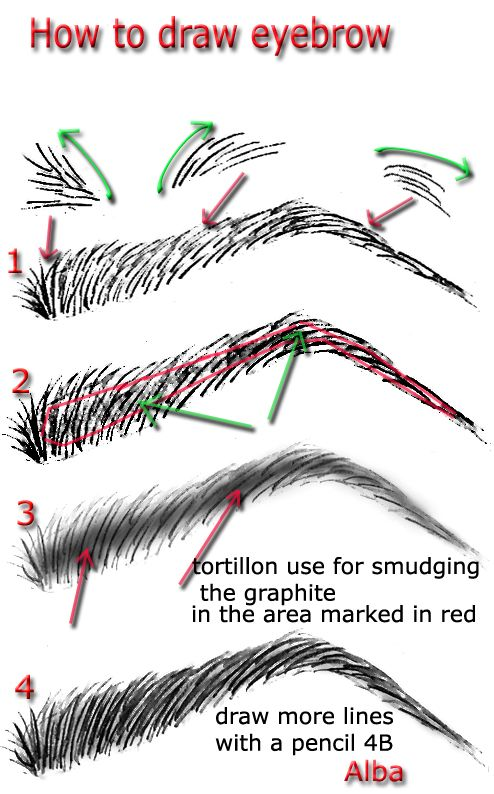 How to draw eyebrow
1
2
3
tortillon use for smudging
the graphite
in the area marked in red
4
draw more lines
with a pencil 4B
Alba